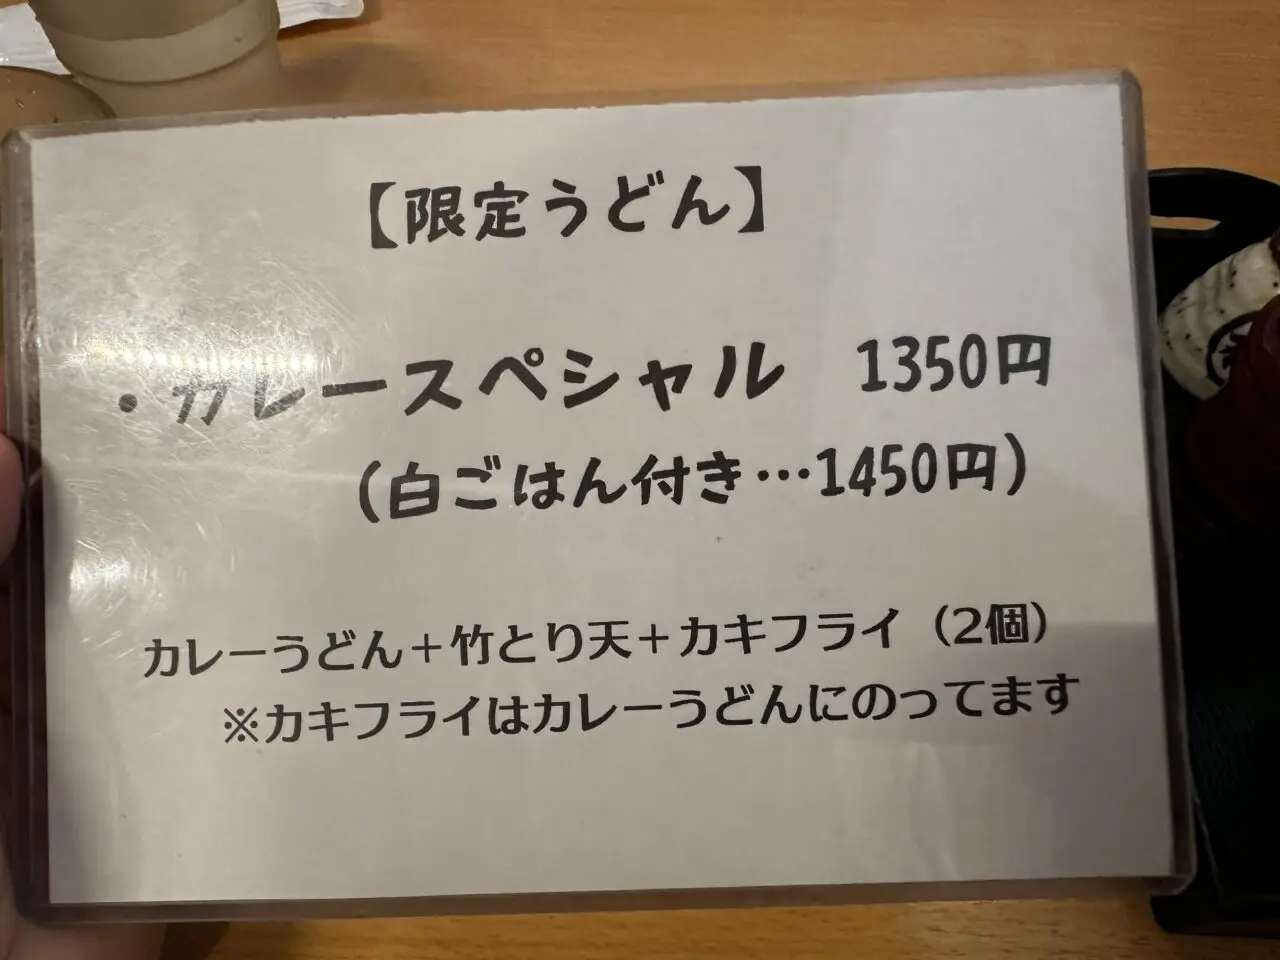 【限定うどん】
・カレースペシャル 1350円
（白ごはん付き…1450円）
カレーうどん＋竹とり天＋カキフライ（2個）
※カキフライはカレーうどんにのってます